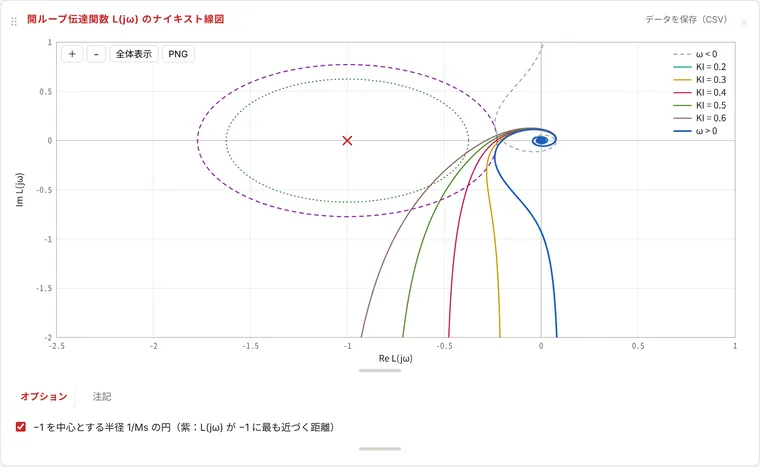 開ループ伝達関数 L(jω) のナイキスト線図
データを保存（CSV）
×
＋
−
全体表示
PNG
ω < 0
KI = 0.2
KI = 0.3
KI = 0.4
KI = 0.5
KI = 0.6
ω > 0
1
0.5
0
-0.5
-1
-1.5
-2
Im L(jω)
-2.5
-2
-1.5
-1
-0.5
0
0.5
1
Re L(jω)
オプション
注記
−1 を中心とする半径 1/Ms の円（紫：L(jω) が −1 に最も近づく距離）